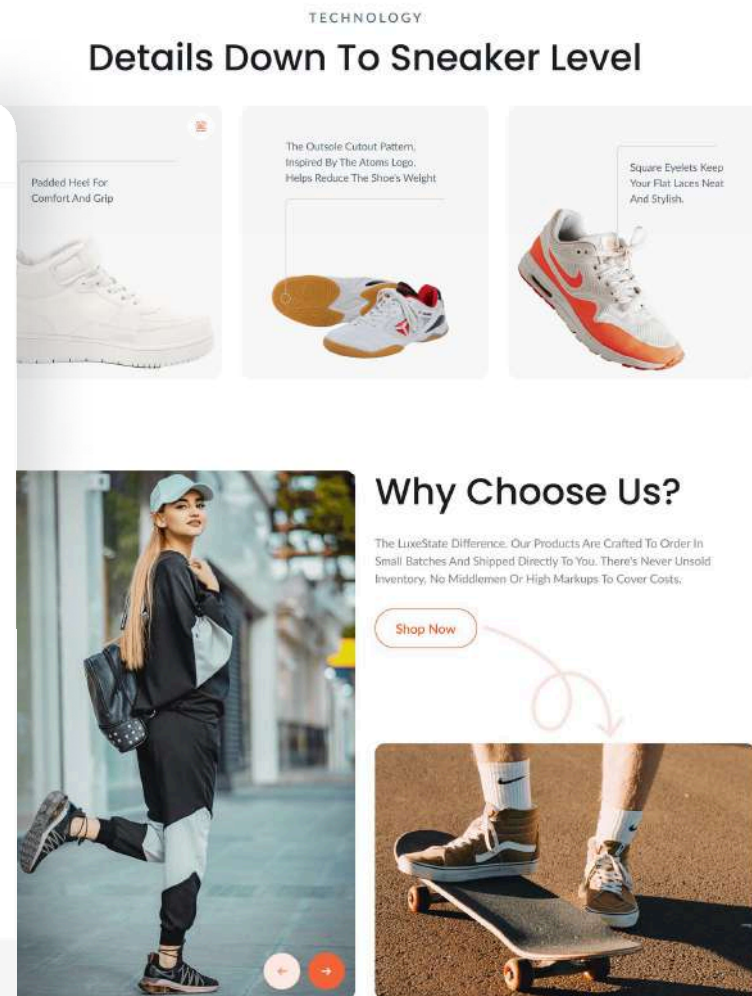 TECHNOLOGY
Details Down To Sneaker Level
Padded Heel For
Comfort And Grip
The Outsole Cutout Pattern,
Inspired By The Atoms Logo,
Helps Reduce The Shoe's Weight
Square Eyelets Keep
Your Flat Laces Neat
And Stylish.
Why Choose Us?
The LuxeState Difference. Our Products Are Crafted To Order In
Small Batches And Shipped Directly To You. There's Never Unsold
Inventory, No Middlemen Or High Markups To Cover Costs.
Shop Now